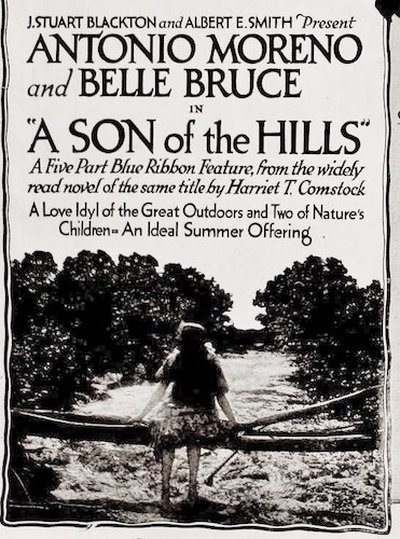 J. STUART BLACKTON and ALBERT E. SMITH Present
ANTONIO MORENO
and BELLE BRUCE
IN
"A SON of the HILLS"
A Five Part Blue Ribbon Feature, from the widely
read novel of the same title by Harriet T. Comstock
A Love Idyl of the Great Outdoors and Two of Nature's
Children = An Ideal Summer Offering